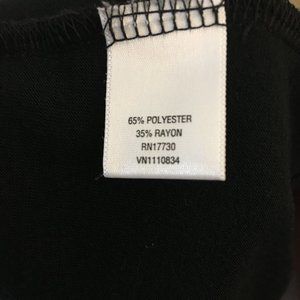 65% POLYESTER
35% RAYON
RN17730
VN1110834